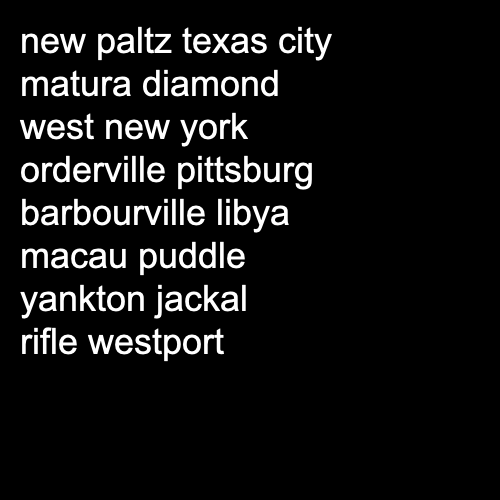 new paltz texas city
matura diamond
west new york
orderville pittsburg
barbourville libya
macau puddle
yankton jackal
rifle westport